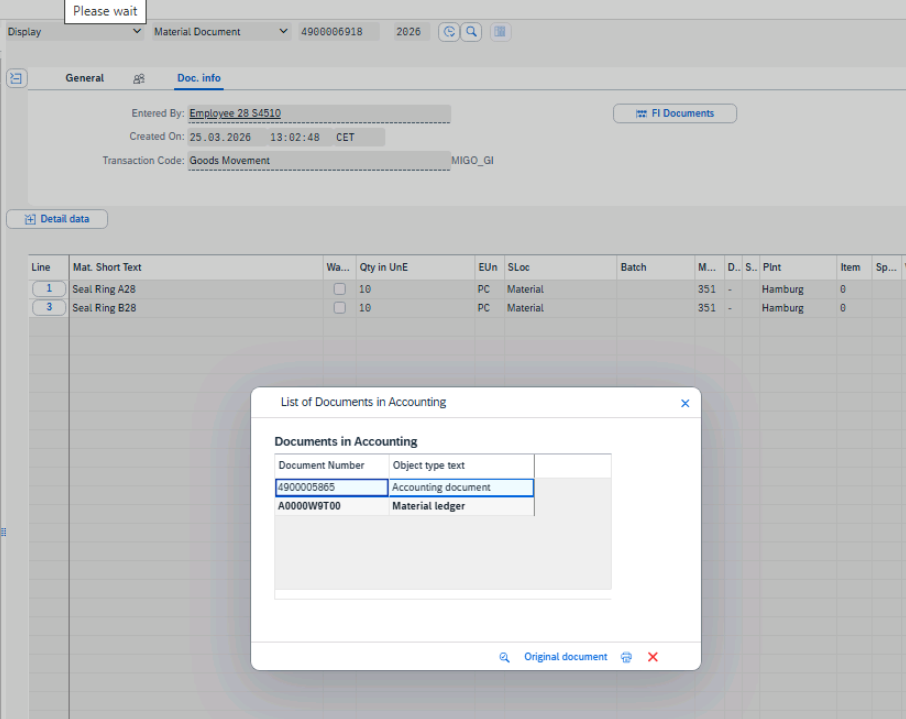 Please wait
Display Material Document 4900006918 2026
General Doc. info
Entered By: Employee 28 S4510 FI Documents
Created On: 25.03.2026 13:02:48 CET
Transaction Code: Goods Movement MIGO_GI
Detail data
Line Mat. Short Text Wa... Qty in UnE EUn SLoc Batch M... D.. S.. Plnt Item Sp...
1 Seal Ring A28 10 PC Material 351 - Hamburg 0
3 Seal Ring B28 10 PC Material 351 - Hamburg 0
List of Documents in Accounting
Documents in Accounting
Document Number Object type text
4900005865 Accounting document
A0000W9T00 Material ledger
Original document